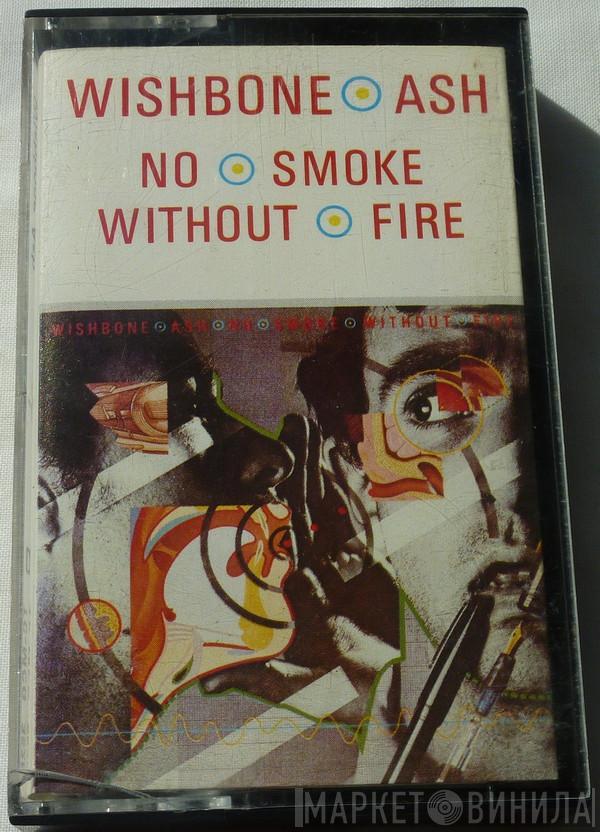 WISHBONE ASH
NO SMOKE
WITHOUT FIRE
WISHBONE ASH NO SMOKE WITHOUT FIRE
МАРКЕТ ВИНИЛА